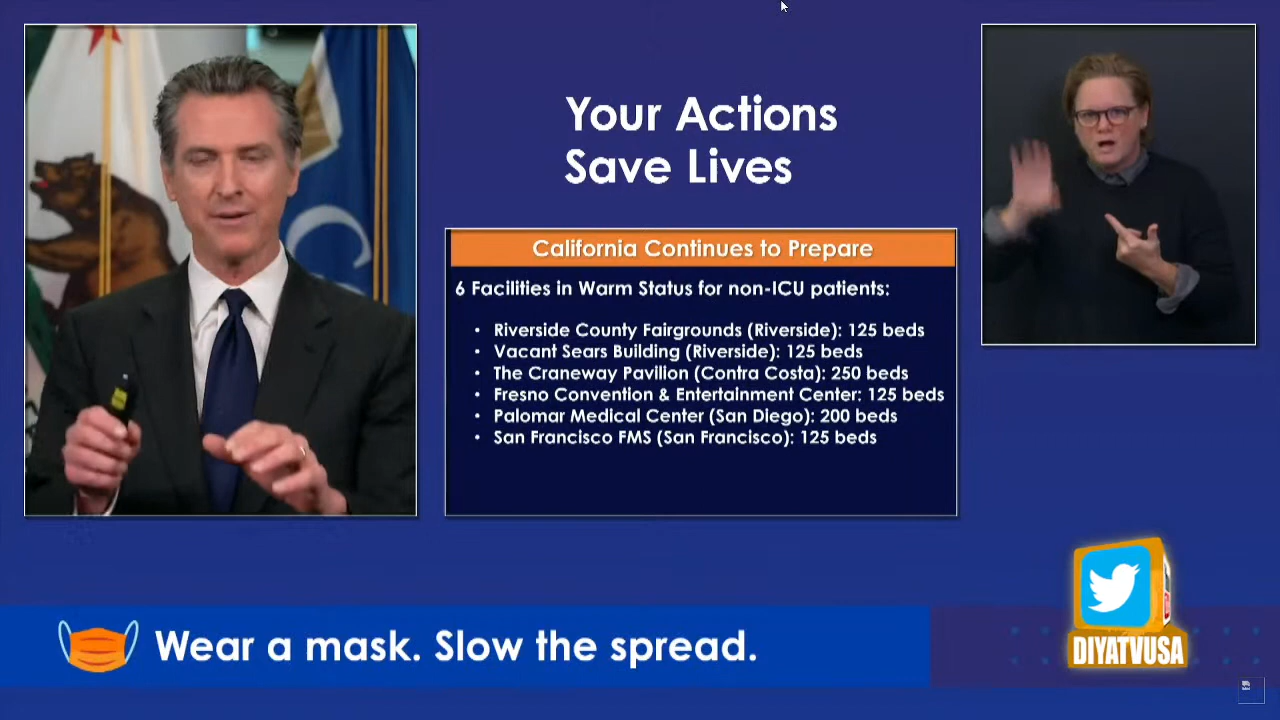 Your Actions
Save Lives
California Continues to Prepare
6 Facilities in Warm Status for non-ICU patients:
• Riverside County Fairgrounds (Riverside): 125 beds
• Vacant Sears Building (Riverside): 125 beds
• The Craneway Pavilion (Contra Costa): 250 beds
• Fresno Convention & Entertainment Center: 125 beds
• Palomar Medical Center (San Diego): 200 beds
• San Francisco FMS (San Francisco): 125 beds
Wear a mask. Slow the spread.
DIYATVUSA